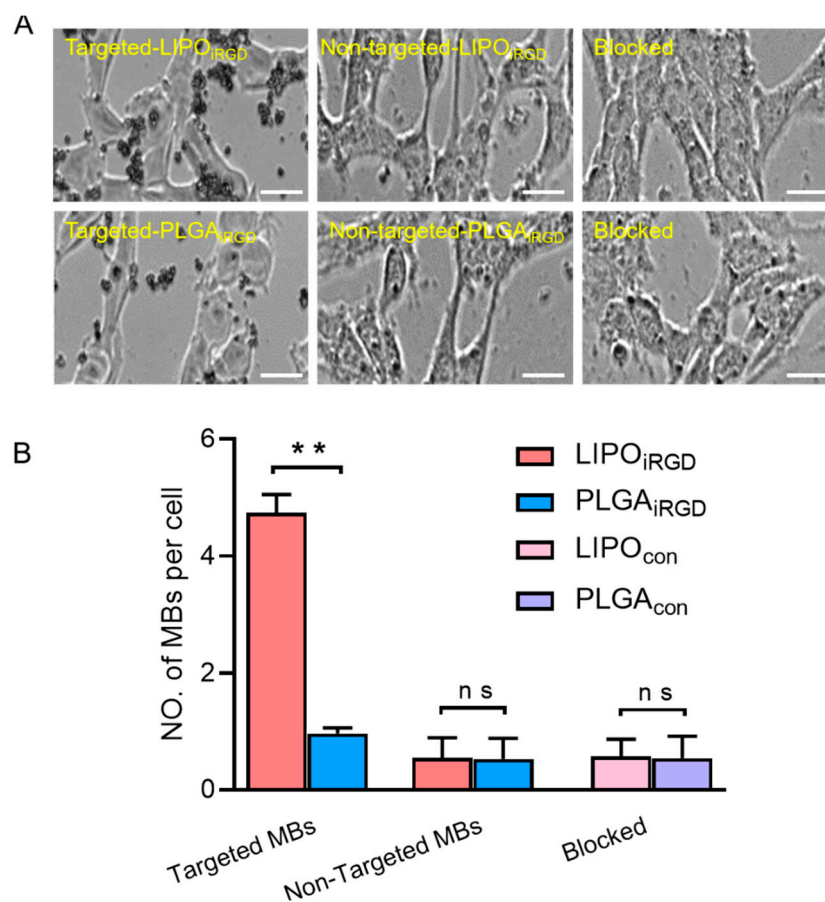 A
Targeted-LIPOiRGD
Non-targeted-LIPOiRGD
Blocked
Targeted-PLGAiRGD
Non-targeted-PLGAiRGD
Blocked
B
NO. of MBs per cell
6
4
2
0
* *
n s
n s
LIPOiRGD
PLGAiRGD
LIPOcon
PLGAcon
Targeted MBs
Non-Targeted MBs
Blocked